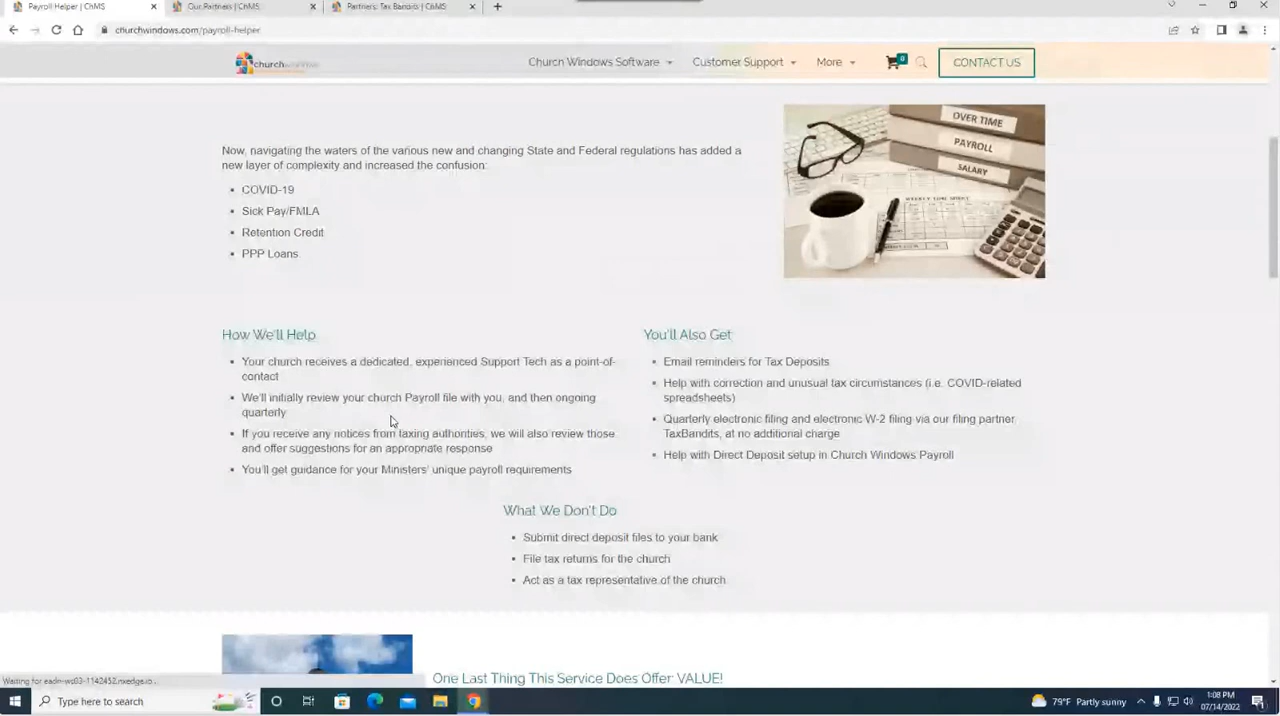 Payroll Helper | ChMS
Our Partners | ChMS
Partners: Tax Bandits | ChMS
churchwindows.com/payroll-helper
churchwindows
Church Windows Software
Customer Support
More
0
CONTACT US
Now, navigating the waters of the various new and changing State and Federal regulations has added a
new layer of complexity and increased the confusion:
COVID-19
Sick Pay/FMLA
Retention Credit
PPP Loans
OVER TIME
PAYROLL
SALARY
How We'll Help
Your church receives a dedicated, experienced Support Tech as a point-of-
contact
We'll initially review your church Payroll file with you, and then ongoing
quarterly
If you receive any notices from taxing authorities, we will also review those
and offer suggestions for an appropriate response
You'll get guidance for your Ministers' unique payroll requirements
You'll Also Get
Email reminders for Tax Deposits
Help with correction and unusual tax circumstances (i.e. COVID-related
spreadsheets)
Quarterly electronic filing and electronic W-2 filing via our filing partner
TaxBandits, at no additional charge
Help with Direct Deposit setup in Church Windows Payroll
What We Don't Do
Submit direct deposit files to your bank
File tax returns for the church
Act as a tax representative of the church
One Last Thing This Service Does Offer: VALUE!
Type here to search
79°F Partly sunny
1:08 PM
07/14/2022